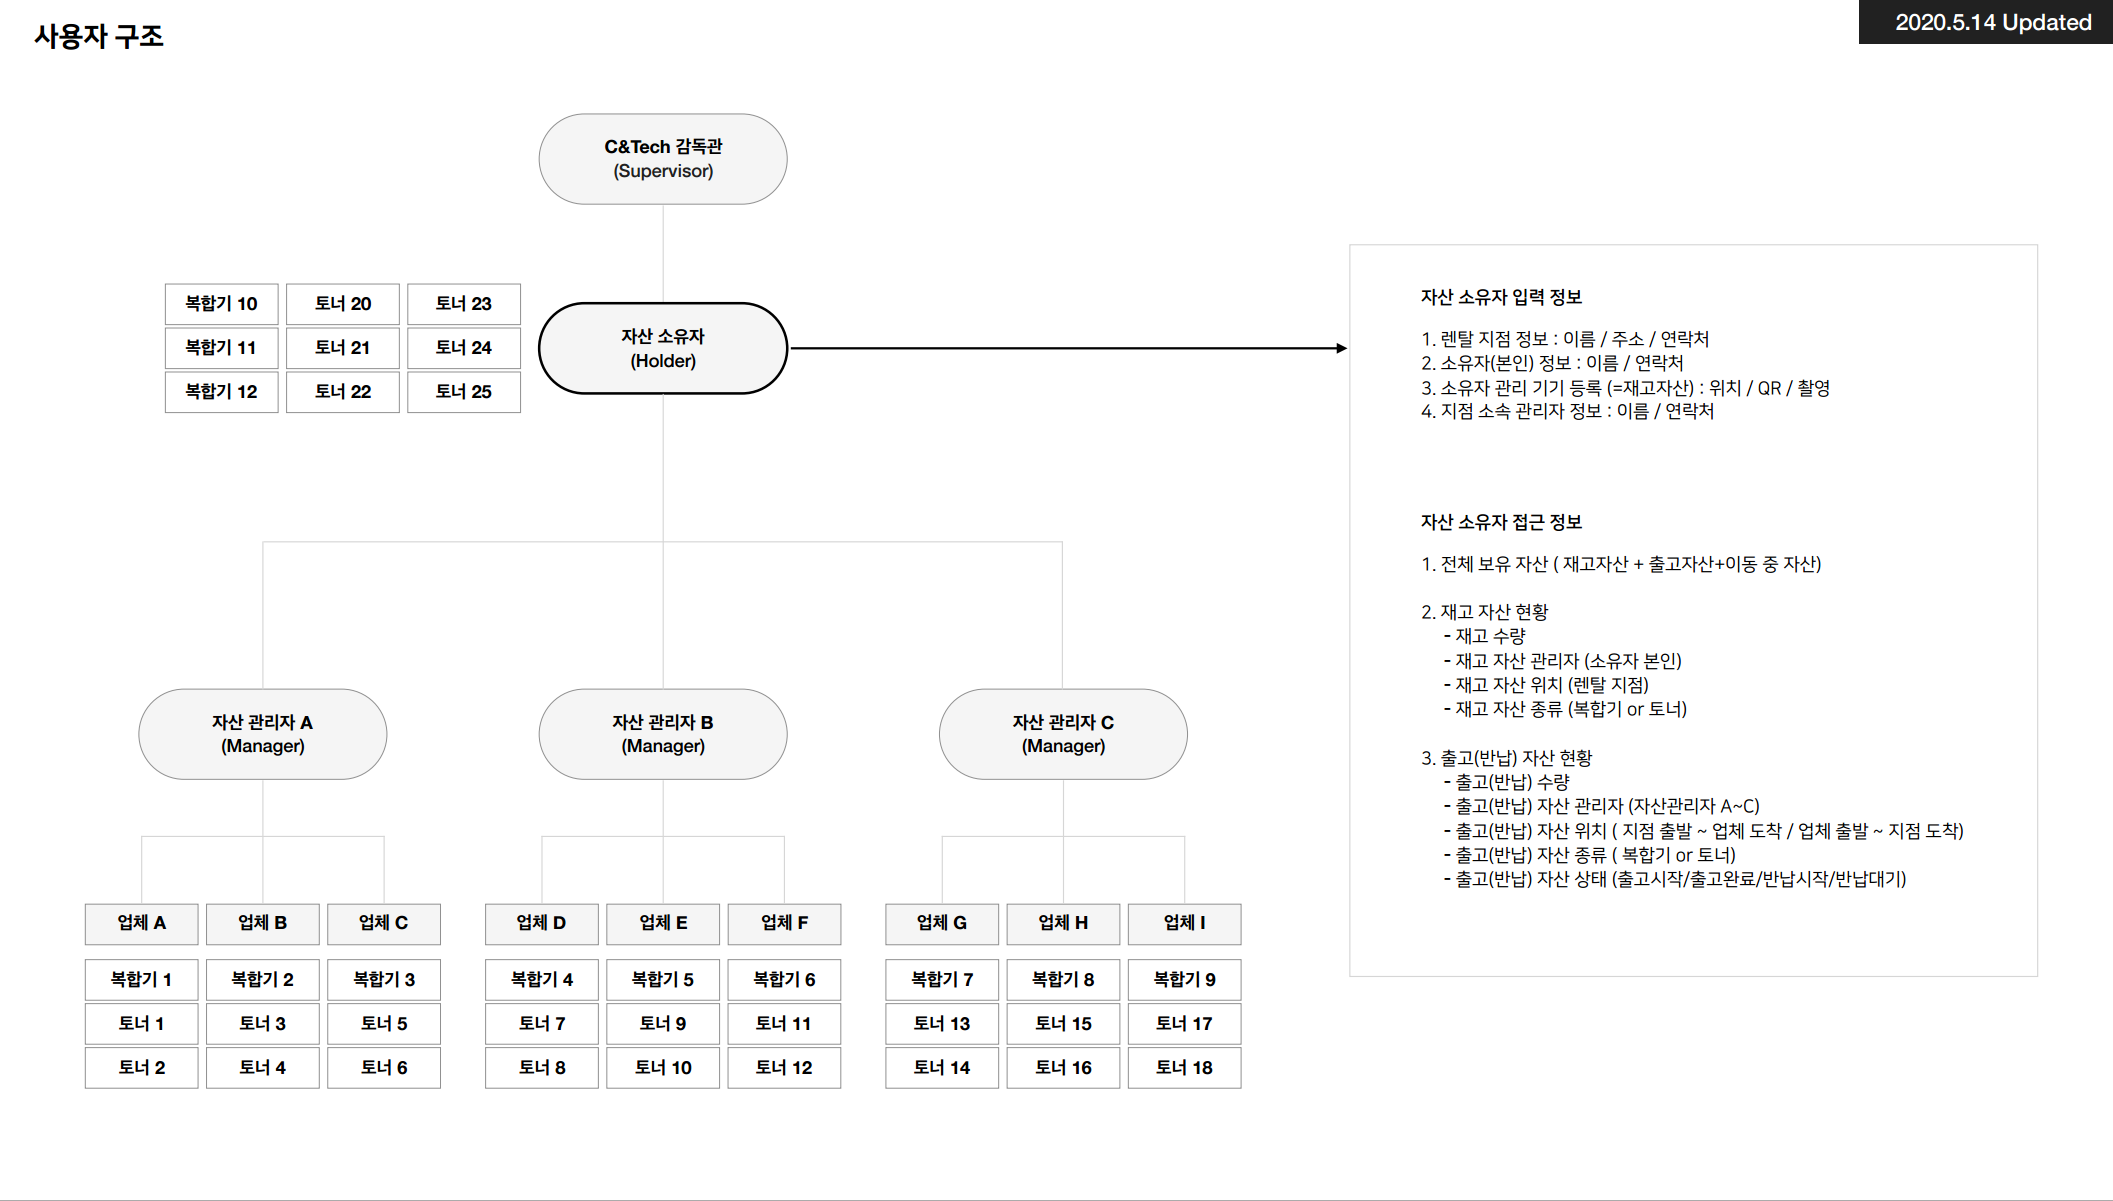 사용자 구조
2020.5.14 Updated
C&Tech 감독관
(Supervisor)
복합기 10
토너 20
토너 23
복합기 11
토너 21
토너 24
복합기 12
토너 22
토너 25
자산 소유자
(Holder)
자산 소유자 입력 정보
1. 렌탈 지점 정보 : 이름 / 주소 / 연락처
2. 소유자(본인) 정보 : 이름 / 연락처
3. 소유자 관리 기기 등록 (=재고자산) : 위치 / QR / 촬영
4. 지점 소속 관리자 정보 : 이름 / 연락처
자산 소유자 접근 정보
1. 전체 보유 자산 ( 재고자산 + 출고자산+이동 중 자산)
2. 재고 자산 현황
- 재고 수량
- 재고 자산 관리자 (소유자 본인)
- 재고 자산 위치 (렌탈 지점)
- 재고 자산 종류 (복합기 or 토너)
3. 출고(반납) 자산 현황
- 출고(반납) 수량
- 출고(반납) 자산 관리자 (자산관리자 A~C)
- 출고(반납) 자산 위치 ( 지점 출발 ~ 업체 도착 / 업체 출발 ~ 지점 도착)
- 출고(반납) 자산 종류 ( 복합기 or 토너)
- 출고(반납) 자산 상태 (출고시작/출고완료/반납시작/반납대기)
자산 관리자 A
(Manager)
자산 관리자 B
(Manager)
자산 관리자 C
(Manager)
업체 A
업체 B
업체 C
업체 D
업체 E
업체 F
업체 G
업체 H
업체 I
복합기 1
복합기 2
복합기 3
복합기 4
복합기 5
복합기 6
복합기 7
복합기 8
복합기 9
토너 1
토너 3
토너 5
토너 7
토너 9
토너 11
토너 13
토너 15
토너 17
토너 2
토너 4
토너 6
토너 8
토너 10
토너 12
토너 14
토너 16
토너 18